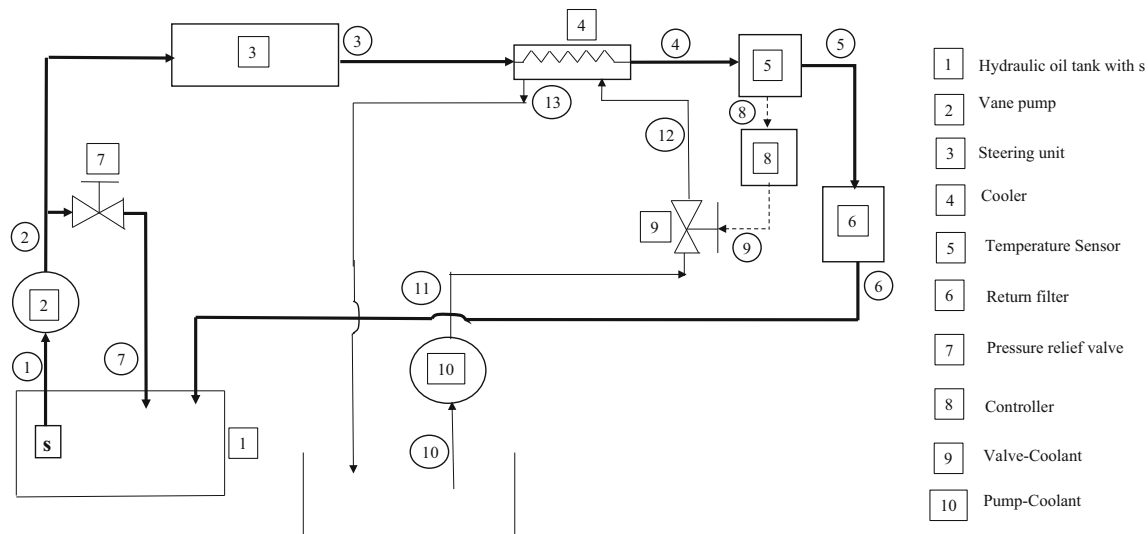 4
3
3
4
5
1 Hydraulic oil tank with s
5
2 Vane pump
13
8
7
12
8
3 Steering unit
4 Cooler
2
9
9
6
5 Temperature Sensor
2
11
6
6 Return filter
1
7
10
7 Pressure relief valve
8 Controller
s
1
10
9 Valve-Coolant
10 Pump-Coolant